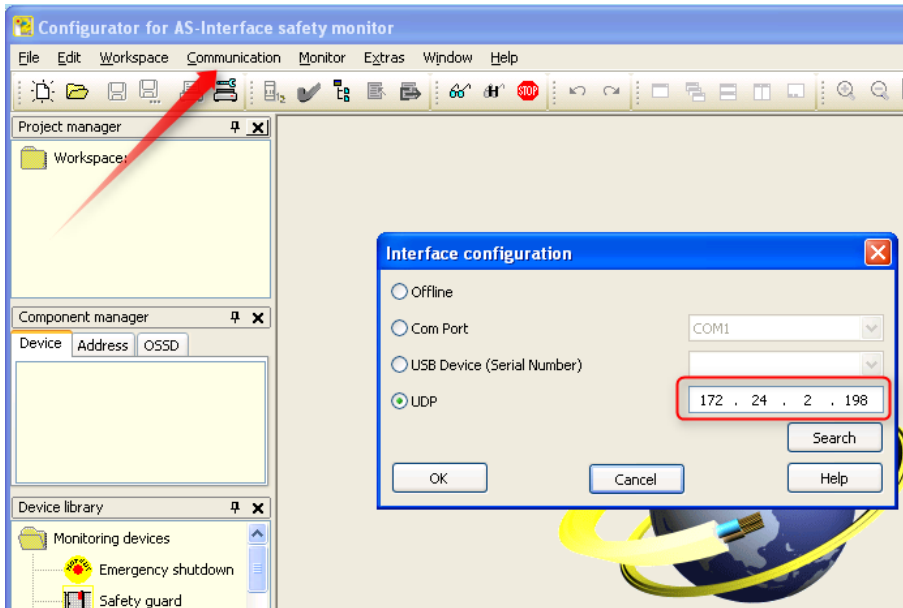 Configurator for AS-Interface safety monitor
File Edit Workspace Communication Monitor Extras Window Help
STOP
Project manager
Workspace:
Component manager
Device Address OSSD
Device library
Monitoring devices
Emergency shutdown
Safety guard
Interface configuration
Offline
Com Port COM1
USB Device (Serial Number)
UDP 172 . 24 . 2 . 198
Search
OK Cancel Help